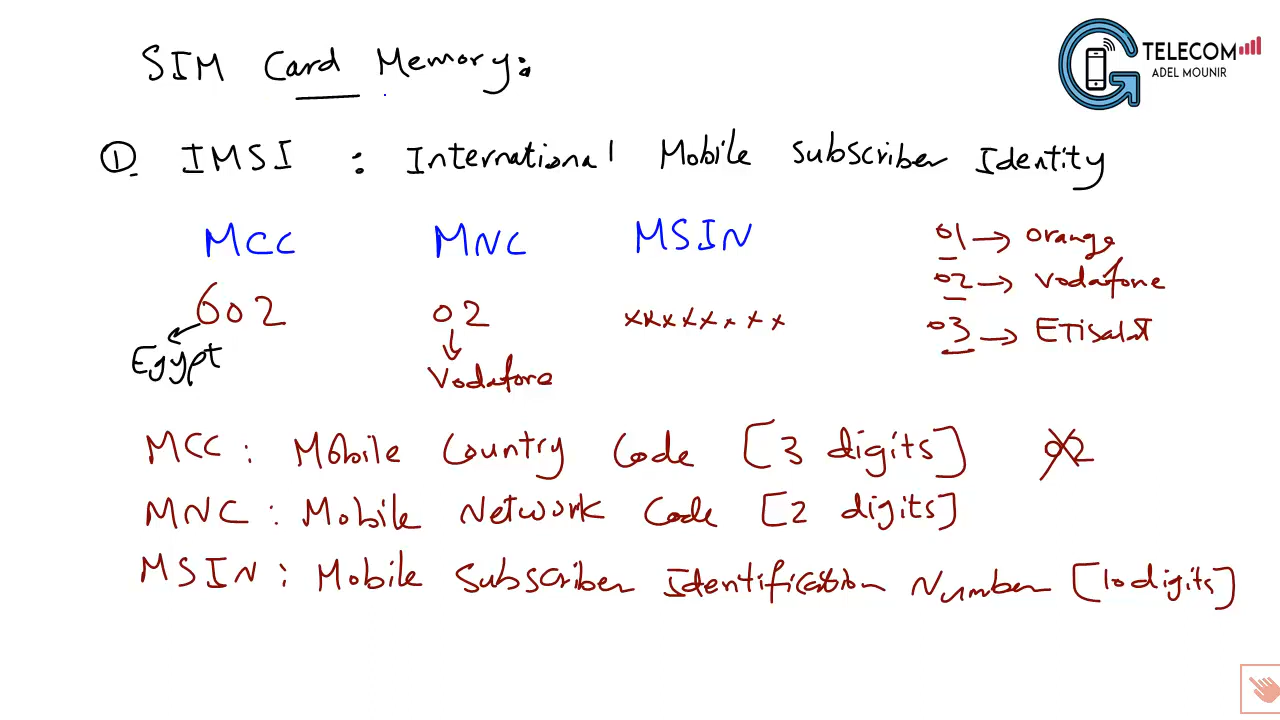 SIM Card Memory:
TELECOM
ADEL MOUNIR
① IMSI : International Mobile Subscriber Identity
MCC MNC MSIN
01 → Orange
602 02 xxxxxxxx
02 → Vodafone
Egypt Vodafone
03 → ETisalat
MCC : Mobile Country Code [3 digits] 02
MNC : Mobile Network Code [2 digits]
MSIN : Mobile Subscriber Identification Number [10 digits]